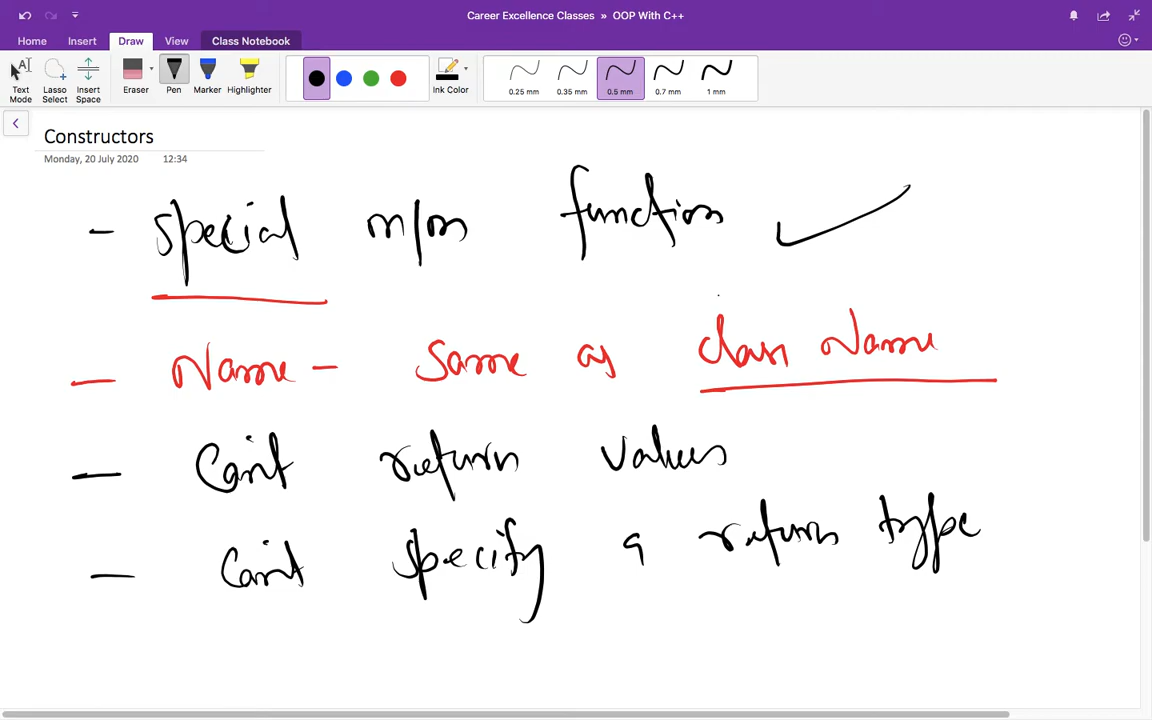 Career Excellence Classes » OOP With C++
Home Insert Draw View Class Notebook
Text Mode
Lasso Select
Insert Space
Eraser
Pen
Marker
Highlighter
Ink Color
0.25 mm
0.35 mm
0.5 mm
0.7 mm
1 mm
Constructors
Monday, 20 July 2020 12:34
- special m/m function
- Name - Same as class Name
- Can't return values
- Can't specify a return type